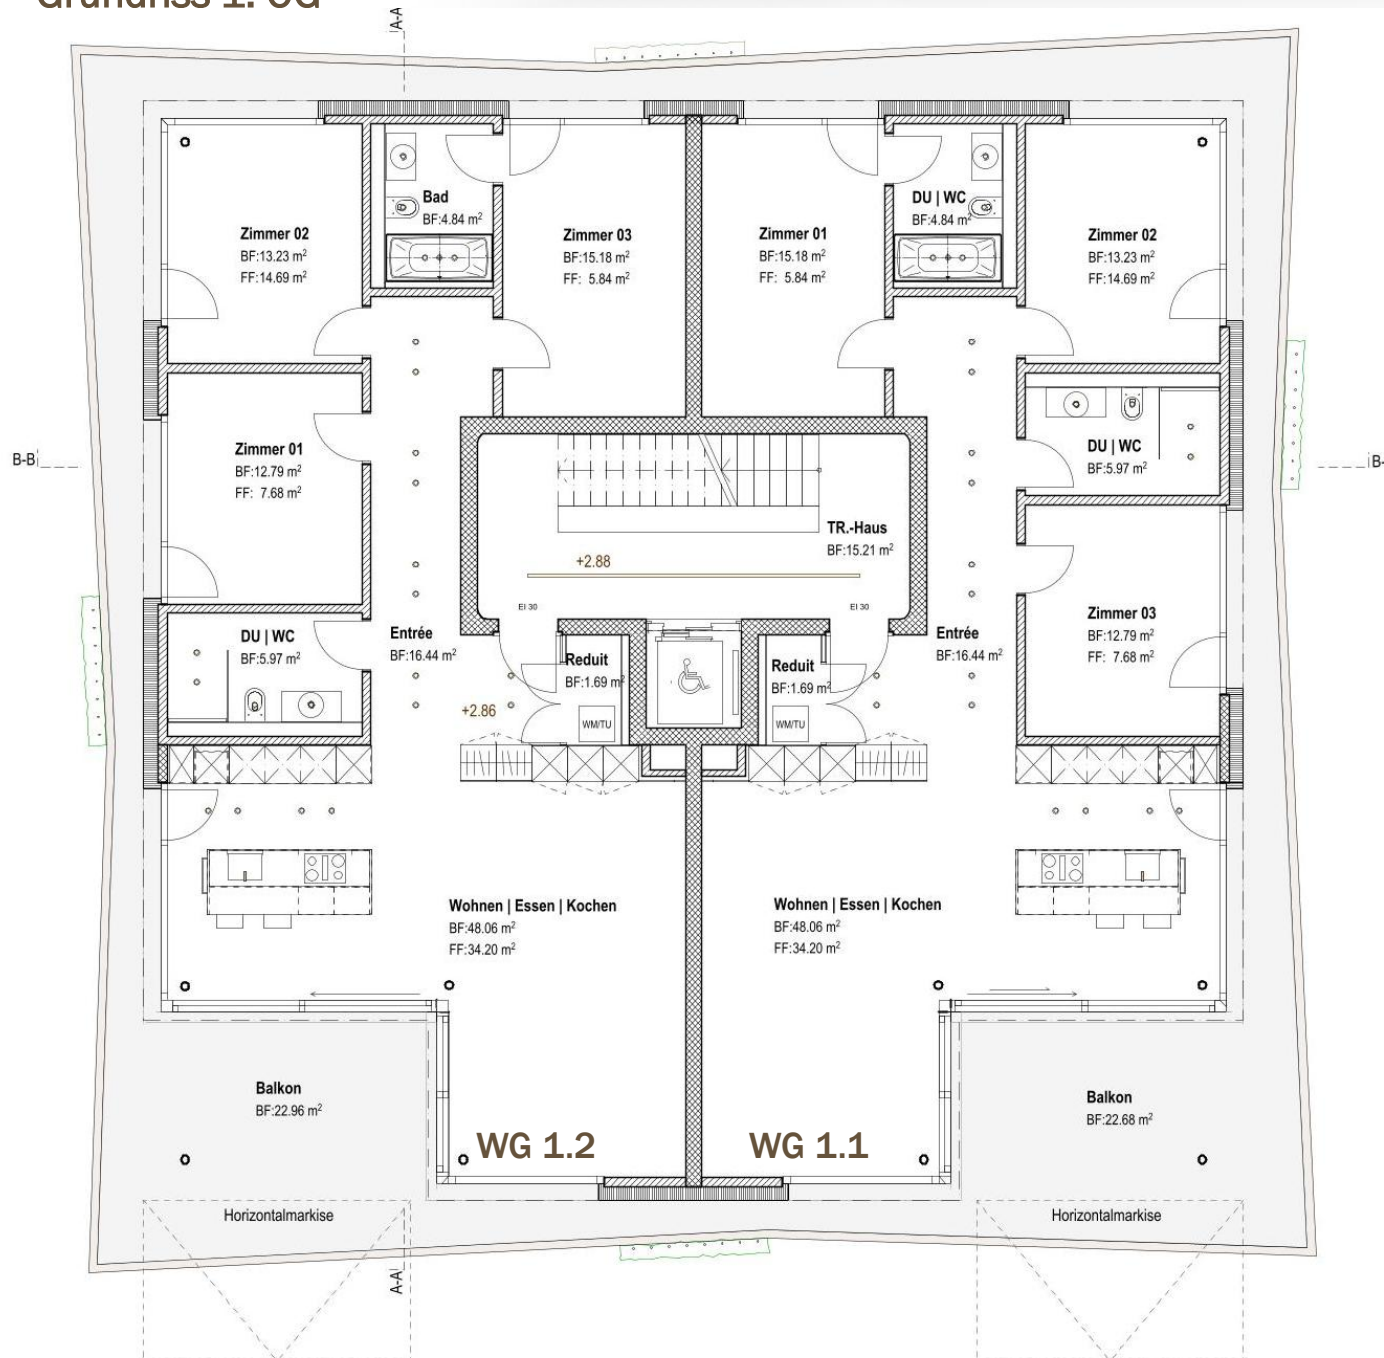 Grundriss 1. OG
A-A
Bad
BF:4.84 m²
DU | WC
BF:4.84 m²
Zimmer 02
BF:13.23 m²
FF:14.69 m²
Zimmer 03
BF:15.18 m²
FF: 5.84 m²
Zimmer 01
BF:15.18 m²
FF: 5.84 m²
Zimmer 02
BF:13.23 m²
FF:14.69 m²
B-B
Zimmer 01
BF:12.79 m²
FF: 7.68 m²
DU | WC
BF:5.97 m²
B-
TR.-Haus
BF:15.21 m²
+2.88
EI 30
EI 30
DU | WC
BF:5.97 m²
Entrée
BF:16.44 m²
Reduit
BF:1.69 m²
Reduit
BF:1.69 m²
Entrée
BF:16.44 m²
Zimmer 03
BF:12.79 m²
FF: 7.68 m²
+2.86
WM/TU
WM/TU
Wohnen | Essen | Kochen
BF:48.06 m²
FF:34.20 m²
Wohnen | Essen | Kochen
BF:48.06 m²
FF:34.20 m²
Balkon
BF:22.96 m²
Balkon
BF:22.68 m²
WG 1.2
WG 1.1
Horizontalmarkise
Horizontalmarkise
A-A